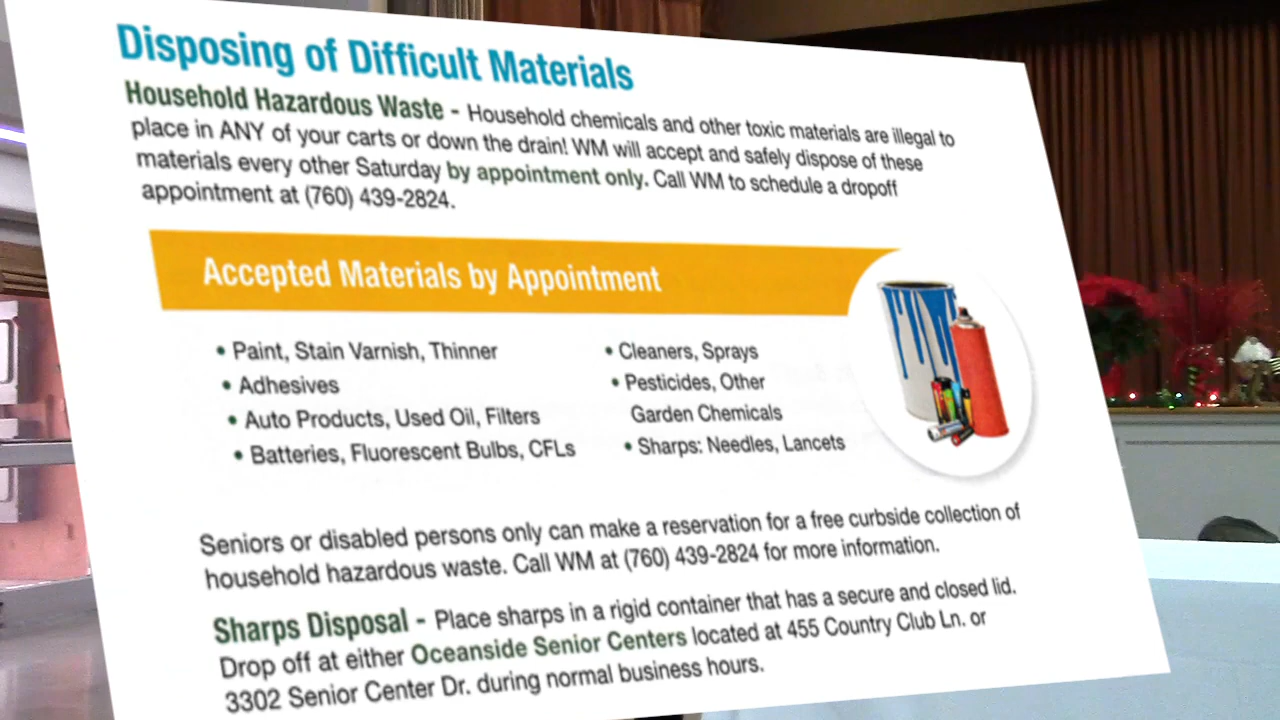 Disposing of Difficult Materials
Household Hazardous Waste - Household chemicals and other toxic materials are illegal to
place in ANY of your carts or down the drain! WM will accept and safely dispose of these
materials every other Saturday by appointment only. Call WM to schedule a dropoff
appointment at (760) 439-2824.
Accepted Materials by Appointment
• Paint, Stain Varnish, Thinner
• Adhesives
• Auto Products, Used Oil, Filters
• Batteries, Fluorescent Bulbs, CFLs
• Cleaners, Sprays
• Pesticides, Other
Garden Chemicals
• Sharps: Needles, Lancets
Seniors or disabled persons only can make a reservation for a free curbside collection of
household hazardous waste. Call WM at (760) 439-2824 for more information.
Sharps Disposal - Place sharps in a rigid container that has a secure and closed lid.
Drop off at either Oceanside Senior Centers located at 455 Country Club Ln. or
3302 Senior Center Dr. during normal business hours.